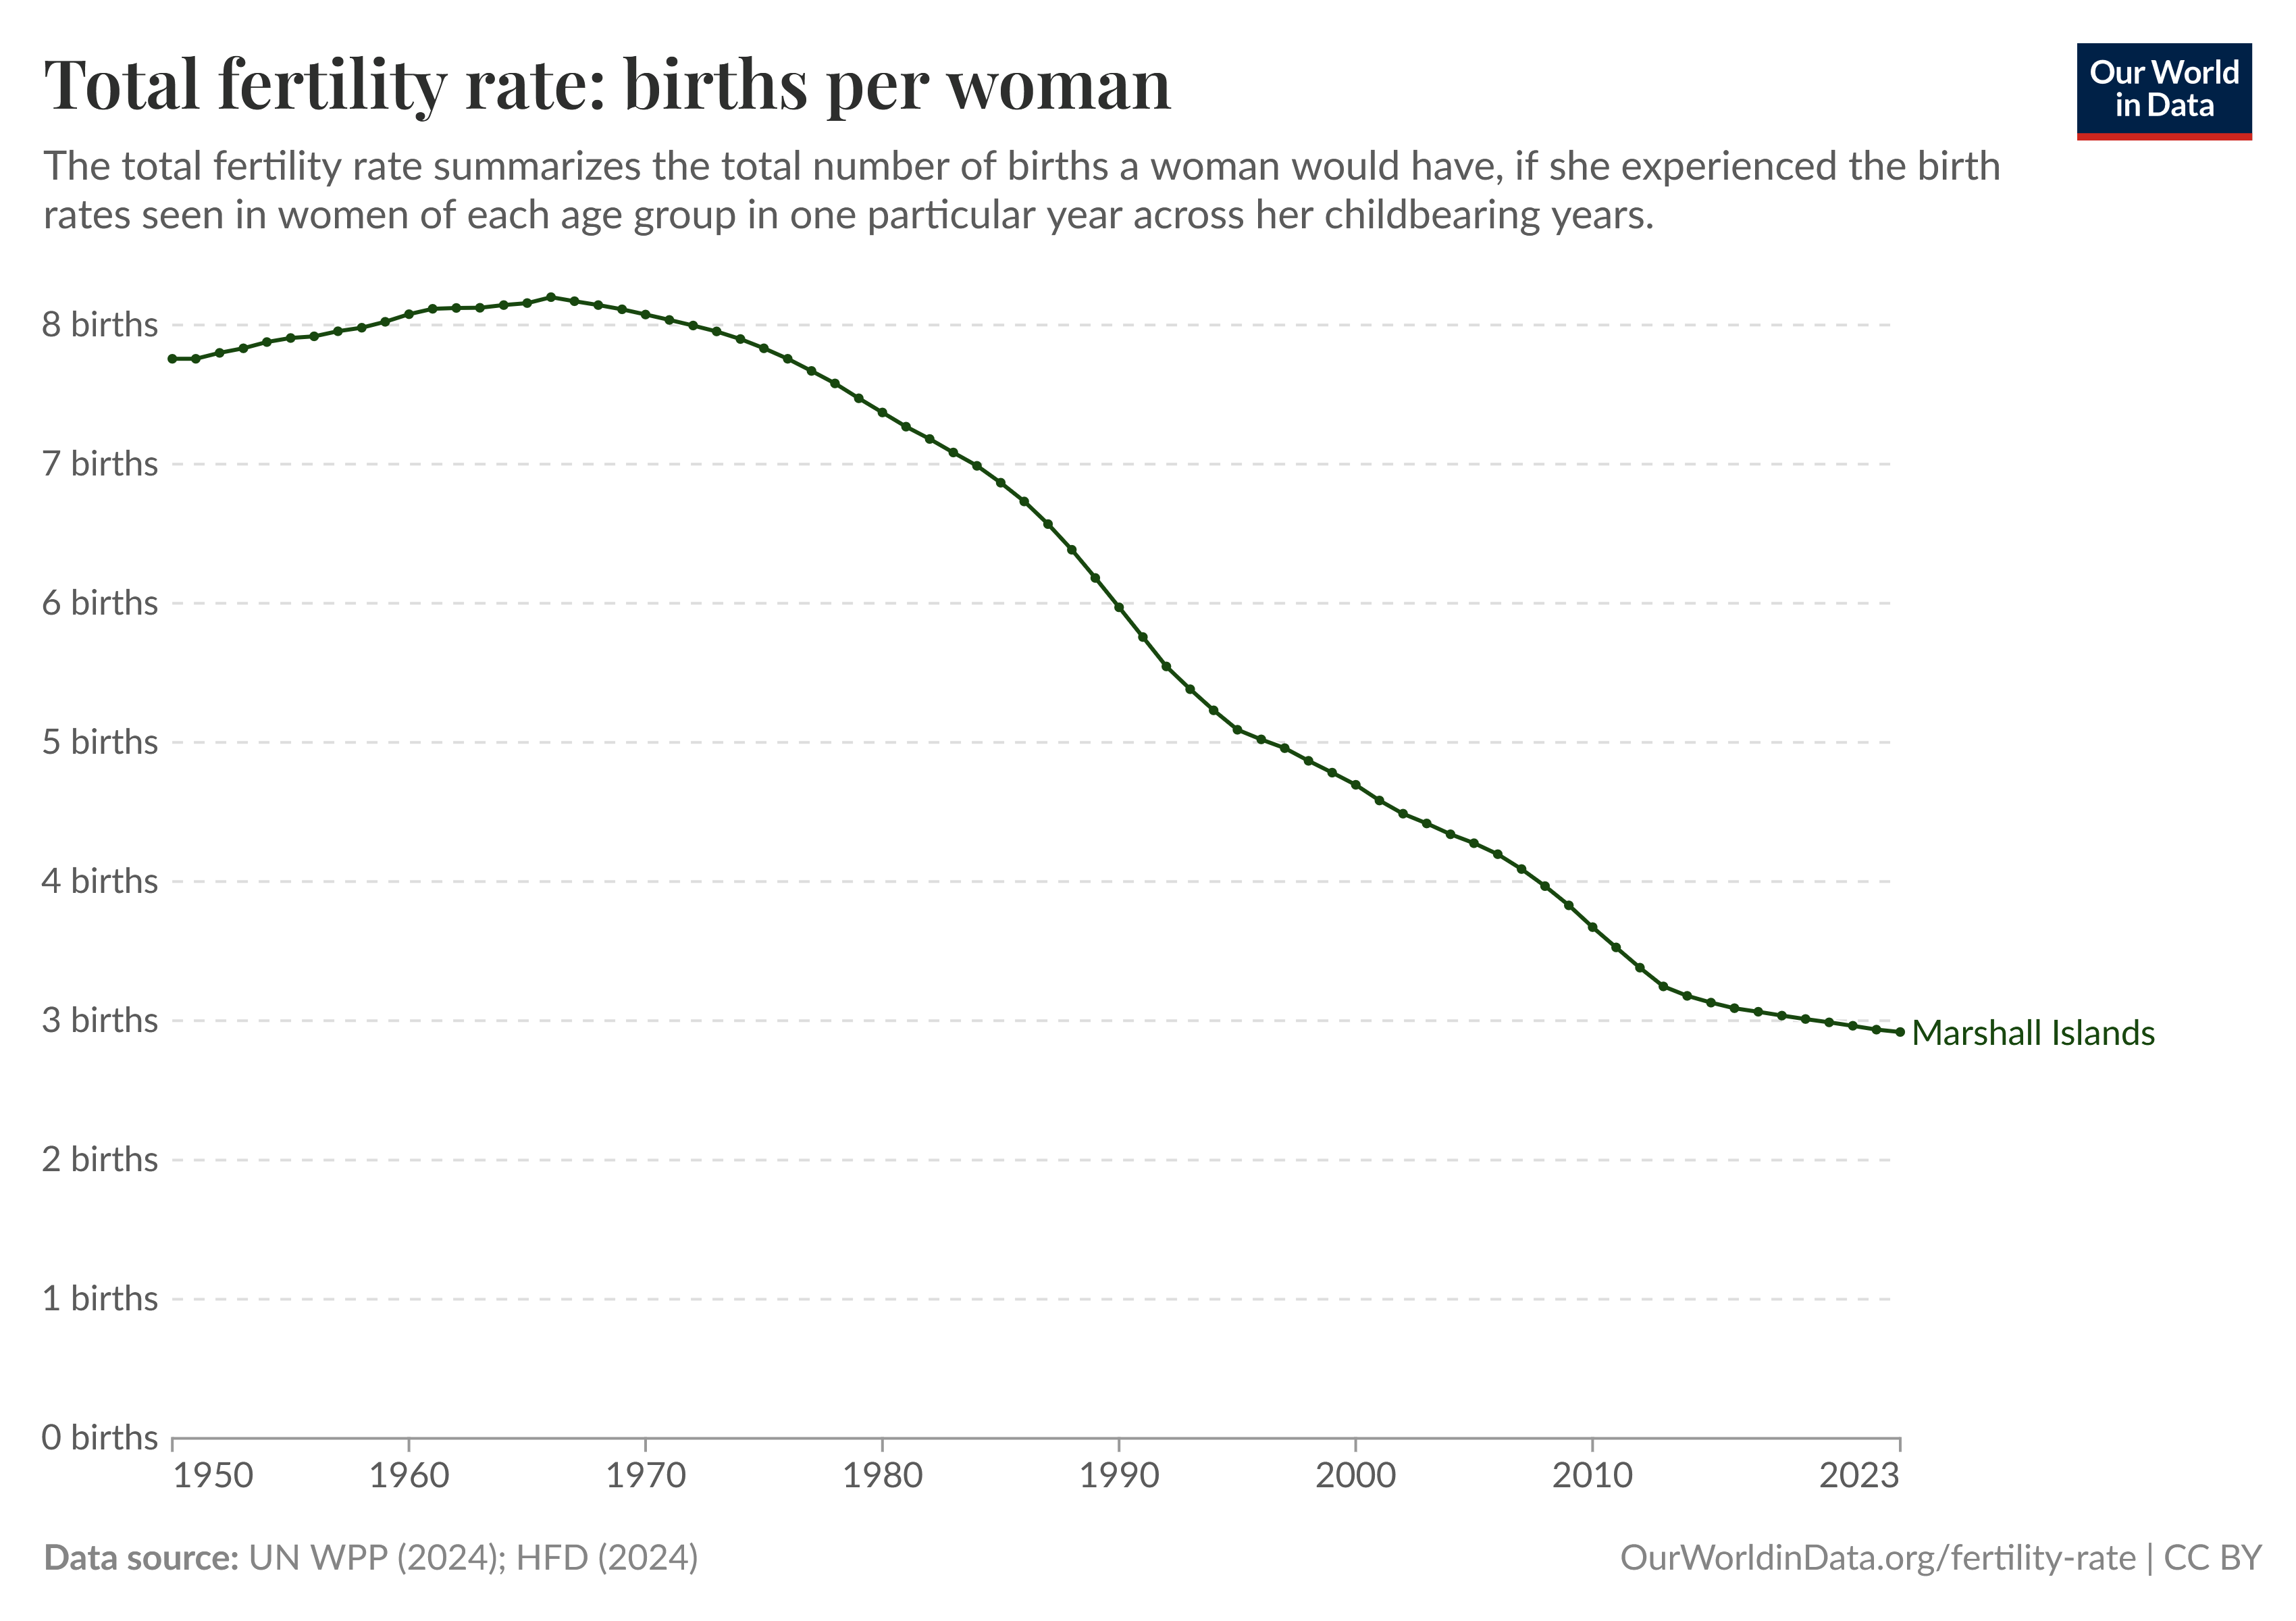 Total fertility rate: births per woman
Our World
in Data
The total fertility rate summarizes the total number of births a woman would have, if she experienced the birth
rates seen in women of each age group in one particular year across her childbearing years.
8 births
7 births
6 births
5 births
4 births
3 births
Marshall Islands
2 births
1 births
0 births
1950 1960 1970 1980 1990 2000 2010 2023
Data source: UN WPP (2024); HFD (2024)
OurWorldinData.org/fertility-rate | CC BY